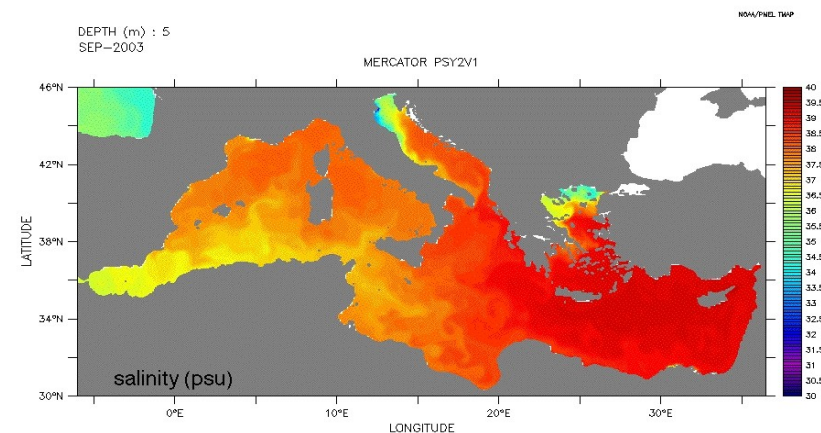 NOAA/PMEL TMAP
DEPTH (m) : 5
SEP-2003
MERCATOR PSY2V1
46°N
42°N
38°N
34°N
30°N
LATITUDE
salinity (psu)
0°E
10°E
20°E
30°E
LONGITUDE
40
39.5
39
38.5
38
37.5
37
36.5
36
35.5
35
34.5
34
33.5
33
32.5
32
31.5
31
30.5
30